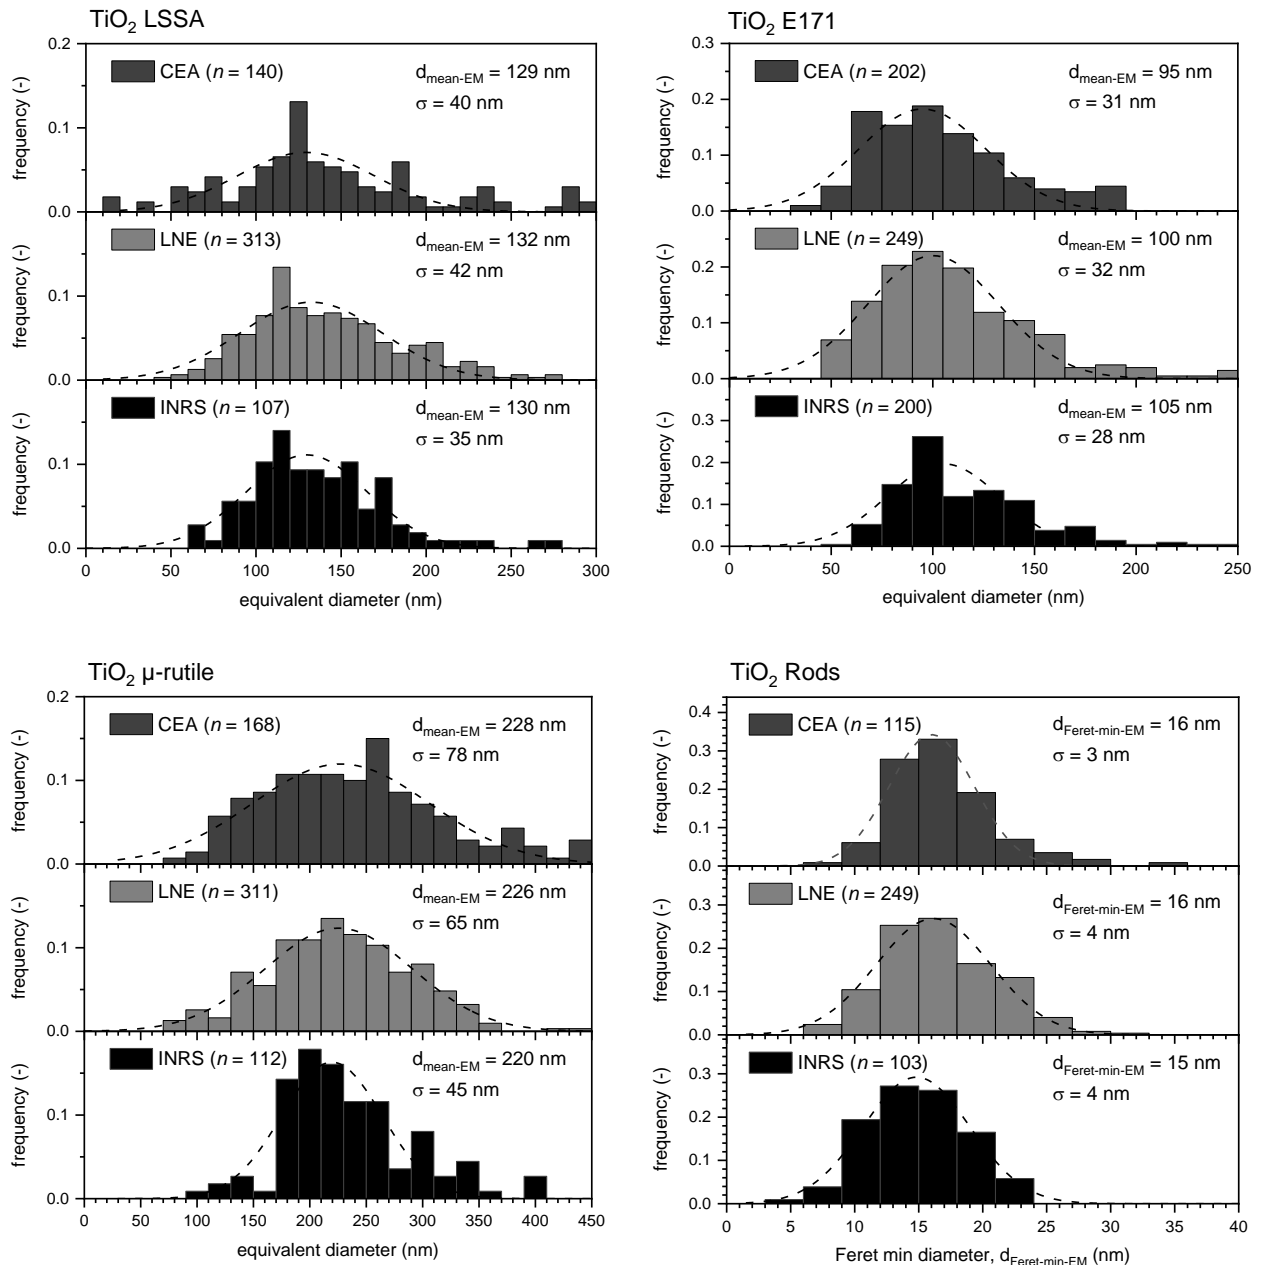 TiO2 LSSA
0.2
CEA (n = 140)
dmean-EM = 129 nm
σ = 40 nm
0.1
frequency (-)
0.0
LNE (n = 313)
dmean-EM = 132 nm
σ = 42 nm
0.1
frequency (-)
0.0
INRS (n = 107)
dmean-EM = 130 nm
σ = 35 nm
0.1
frequency (-)
0.0
0 50 100 150 200 250 300
equivalent diameter (nm)
TiO2 E171
0.3
CEA (n = 202)
dmean-EM = 95 nm
σ = 31 nm
0.2
frequency (-)
0.1
0.0
LNE (n = 249)
dmean-EM = 100 nm
σ = 32 nm
0.2
frequency (-)
0.1
0.0
INRS (n = 200)
dmean-EM = 105 nm
σ = 28 nm
0.3
frequency (-)
0.2
0.1
0.0
0 50 100 150 200 250
equivalent diameter (nm)
TiO2 µ-rutile
0.2
CEA (n = 168)
dmean-EM = 228 nm
σ = 78 nm
0.1
frequency (-)
0.0
LNE (n = 311)
dmean-EM = 226 nm
σ = 65 nm
0.1
frequency (-)
0.0
INRS (n = 112)
dmean-EM = 220 nm
σ = 45 nm
0.1
frequency (-)
0.0
0 50 100 150 200 250 300 350 400 450
equivalent diameter (nm)
TiO2 Rods
0.4
CEA (n = 115)
dFeret-min-EM = 16 nm
σ = 3 nm
0.3
frequency (-)
0.2
0.1
0.0
LNE (n = 249)
dFeret-min-EM = 16 nm
σ = 4 nm
0.3
frequency (-)
0.2
0.1
0.0
INRS (n = 103)
dFeret-min-EM = 15 nm
σ = 4 nm
0.3
frequency (-)
0.2
0.1
0.0
0 5 10 15 20 25 30 35 40
Feret min diameter, dFeret-min-EM (nm)